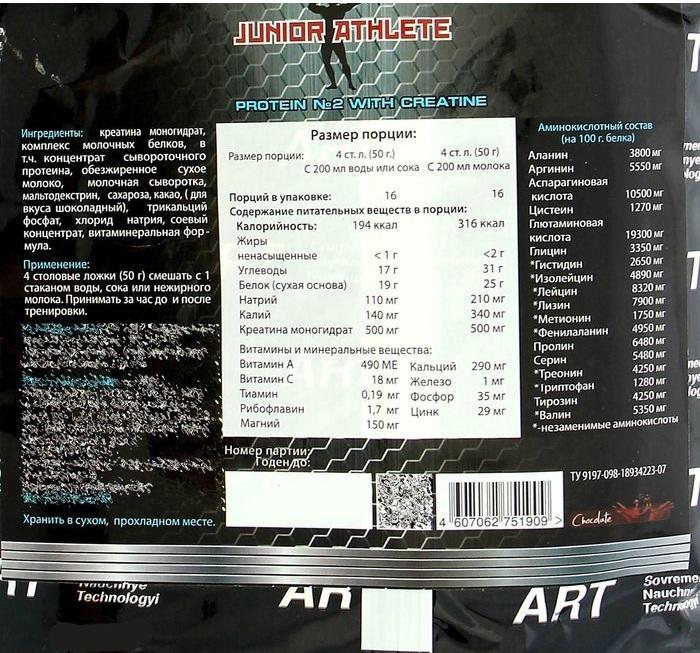 JUNIOR ATHLETE
PROTEIN №2 WITH CREATINE
Ингредиенты: креатина моногидрат,
комплекс молочных белков, в
т.ч. концентрат сывороточного
протеина, обезжиренное сухое
молоко, молочная сыворотка,
мальтодекстрин, сахароза, какао, ( для
вкуса шоколадный), трикальций
фосфат, хлорид натрия, соевый
концентрат, витаминеральная фор-
мула.
Применение:
4 столовые ложки (50 г) смешать с 1
стаканом воды, сока или нежирного
молока. Принимать за час до и после
тренировки.
Хранить в сухом, прохладном месте.
Размер порции:
Размер порции: 4 ст. л. (50 г.) 4 ст. л. (50 г)
С 200 мл воды или сока С 200 мл молока
Порций в упаковке: 16 16
Содержание питательных веществ в порции:
Калорийность: 194 ккал 316 ккал
Жиры
ненасыщенные < 1 г <2 г
Углеводы 17 г 31 г
Белок (сухая основа) 19 г 25 г
Натрий 110 мг 210 мг
Калий 140 мг 340 мг
Креатина моногидрат 500 мг 500 мг
Витамины и минеральные вещества:
Витамин А 490 МЕ Кальций 290 мг
Витамин С 18 мг Железо 1 мг
Тиамин 0,19 мг Фосфор 35 мг
Рибофлавин 1,7 мг Цинк 29 мг
Магний 150 мг
Номер партии:
Годен до:
4 607062 751909 >
Аминокислотный состав
(на 100 г. белка)
Аланин 3800 мг
Аргинин 5550 мг
Аспарагиновая
кислота 10500 мг
Цистеин 1270 мг
Глютаминовая
кислота 19300 мг
Глицин 3350 мг
*Гистидин 2650 мг
*Изолейцин 4890 мг
*Лейцин 8320 мг
*Лизин 7900 мг
*Метионин 1750 мг
*Фенилаланин 4950 мг
Пролин 6480 мг
Серин 5480 мг
*Треонин 4250 мг
*Триптофан 1280 мг
Тирозин 4250 мг
*Валин 5350 мг
*-незаменимые аминокислоты
ТУ 9197-098-18934223-07
Chocolate
Technologyi
ART
Sovreme
Nauchn
Techn